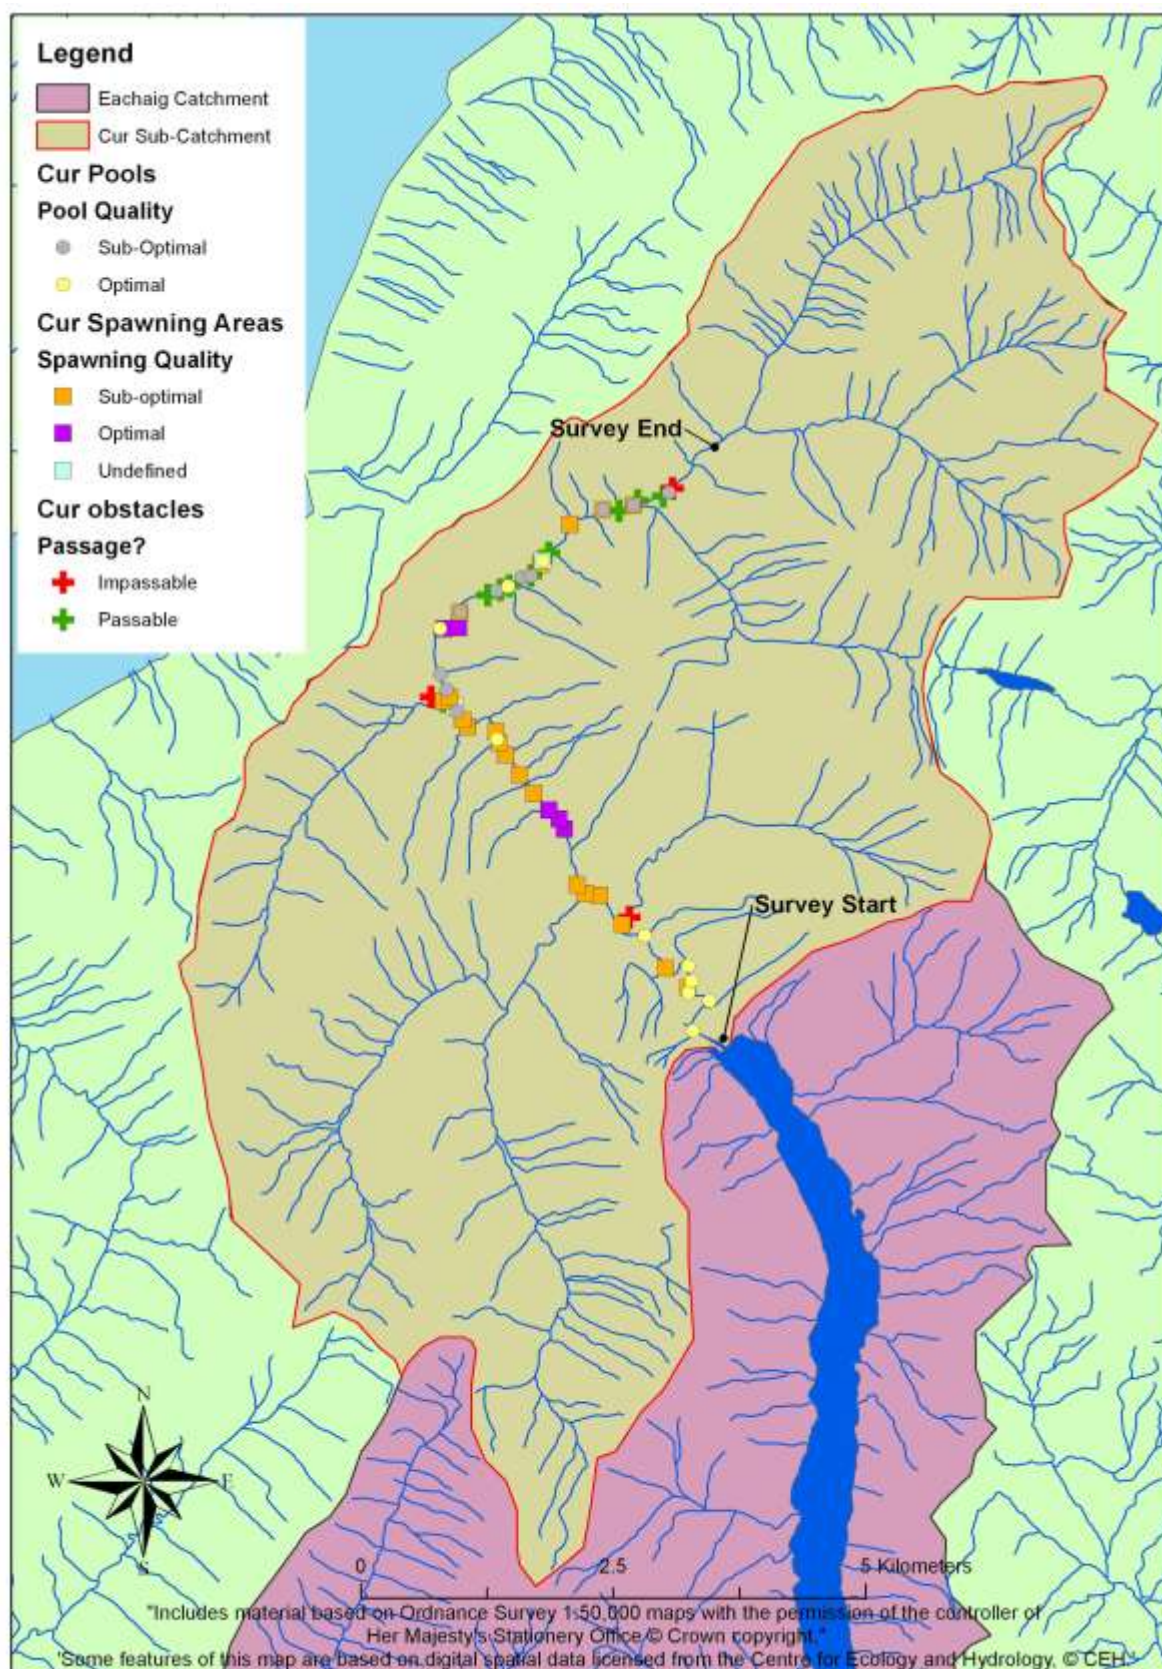 Legend
Eachaig Catchment
Cur Sub-Catchment
Cur Pools
Pool Quality
Sub-Optimal
Optimal
Cur Spawning Areas
Spawning Quality
Sub-optimal
Optimal
Undefined
Cur obstacles
Passage?
Impassable
Passable
Survey End
Survey Start
N
W E
S
0 2.5 5 Kilometers
"Includes material based on Ordnance Survey 1:50,000 maps with the permission of the controller of
Her Majesty's Stationery Office © Crown copyright."
'Some features of this map are based on digital spatial data licensed from the Centre for Ecology and Hydrology, © CEH.'